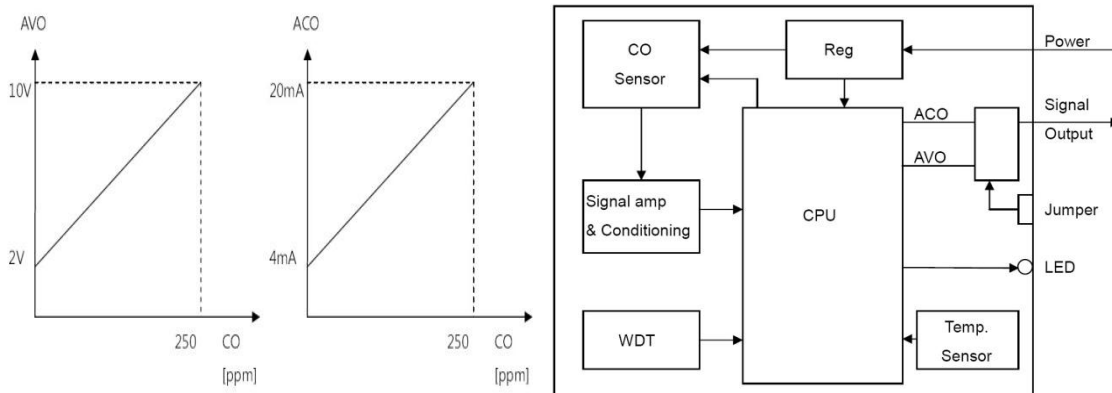 AVO
10V
2V
250 CO
[ppm]
ACO
20mA
4mA
250 CO
[ppm]
CO
Sensor
Reg
Power
ACO
AVO
Signal
Output
Signal amp
& Conditioning
CPU
Jumper
LED
WDT
Temp.
Sensor